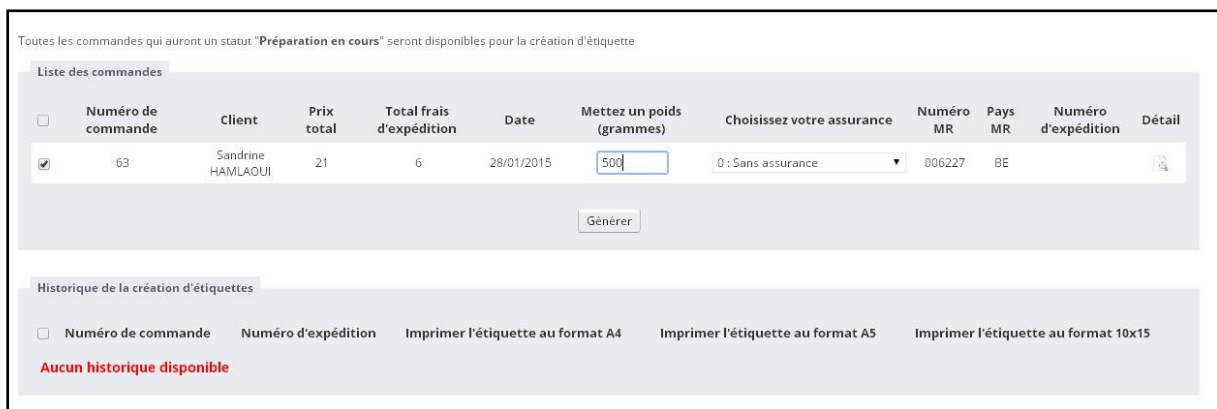 Toutes les commandes qui auront un statut "Préparation en cours" seront disponibles pour la création d'étiquette
Liste des commandes
Numéro de commande Client Prix total Total frais d'expédition Date Mettez un poids (grammes) Choisissez votre assurance Numéro MR Pays MR Numéro d'expédition Détail
63 Sandrine HAMLAOUI 21 6 28/01/2015 500 0 : Sans assurance 006227 BE
Générer
Historique de la création d'étiquettes
Numéro de commande Numéro d'expédition Imprimer l'étiquette au format A4 Imprimer l'étiquette au format A5 Imprimer l'étiquette au format 10x15
Aucun historique disponible